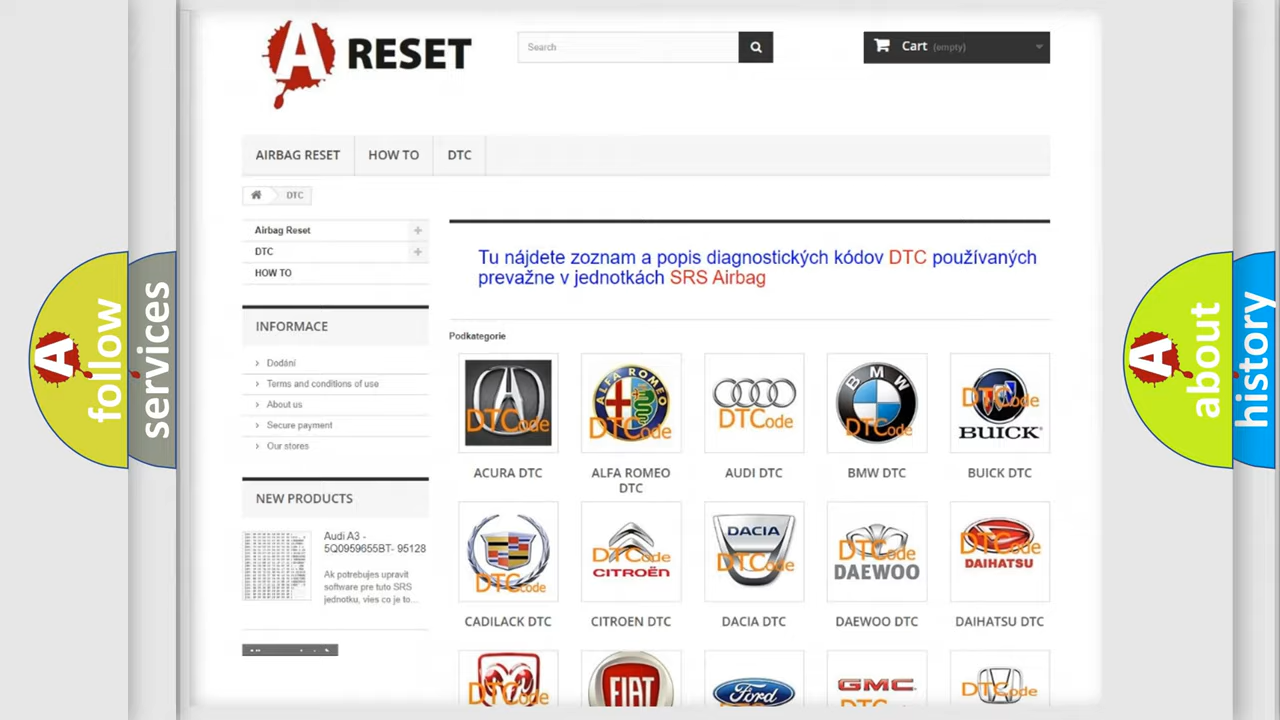 A RESET
Search
Cart (empty)
AIRBAG RESET
HOW TO
DTC
DTC
Airbag Reset
DTC
HOW TO
INFORMACE
Dodání
Terms and conditions of use
About us
Secure payment
Our stores
NEW PRODUCTS
Audi A3 -
5Q0959655BT- 95128
Ak potrebujes upravit
software pre tuto SRS
jednotku, vies co je to...
Tu nájdete zoznam a popis diagnostických kódov DTC používaných
prevažne v jednotkách SRS Airbag
Podkategorie
DTCode
ALFA ROMEO
DTCode
DTCode
BMW
DTCode
DTCode
BUICK
ACURA DTC
ALFA ROMEO
DTC
AUDI DTC
BMW DTC
BUICK DTC
DTCode
DTCode
CITROËN
DACIA
DTCode
DTCode
DAEWOO
DTCode
DAIHATSU
CADILACK DTC
CITROEN DTC
DACIA DTC
DAEWOO DTC
DAIHATSU DTC
DTCode
FIAT
Ford
GMC
DTCode
A follow
services
A about
history